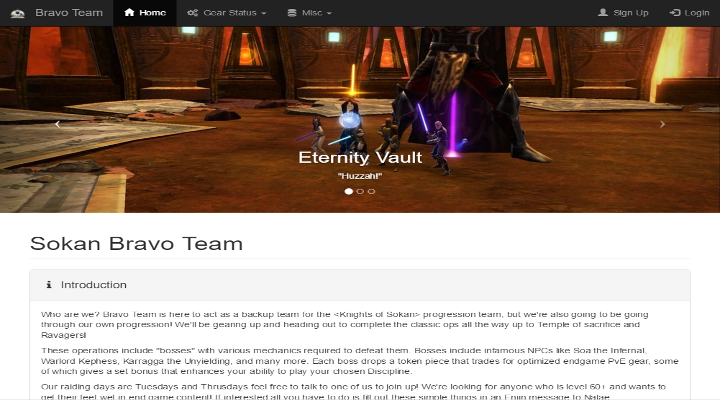 Bravo Team Home Gear Status Misc Sign Up Login
Eternity Vault
"Huzzah!"
Sokan Bravo Team
Introduction
Who are we? Bravo Team is here to act as a backup team for the <Knights of Sokan> progression team, but we're also going to be going
through our own progression! We'll be gearing up and heading out to complete the classic ops all the way up to Temple of sacrifice and
Ravagers!
These operations include "bosses" with various mechanics required to defeat them. Bosses include infamous NPCs like Soa the Infernal,
Warlord Kephess, Karragga the Unyielding, and many more. Each boss drops a token piece that trades for optimized endgame PvE gear, some
of which gives a set bonus that enhances your ability to play your chosen Discipline.
Our raiding days are Tuesdays and Thrusdays feel free to talk to one of us to join up! We're looking for anyone who is level 60+ and wants to
get their feet wet in end game content! If interested all you have to do is fill out these simple things in an Enjin message to Nalae